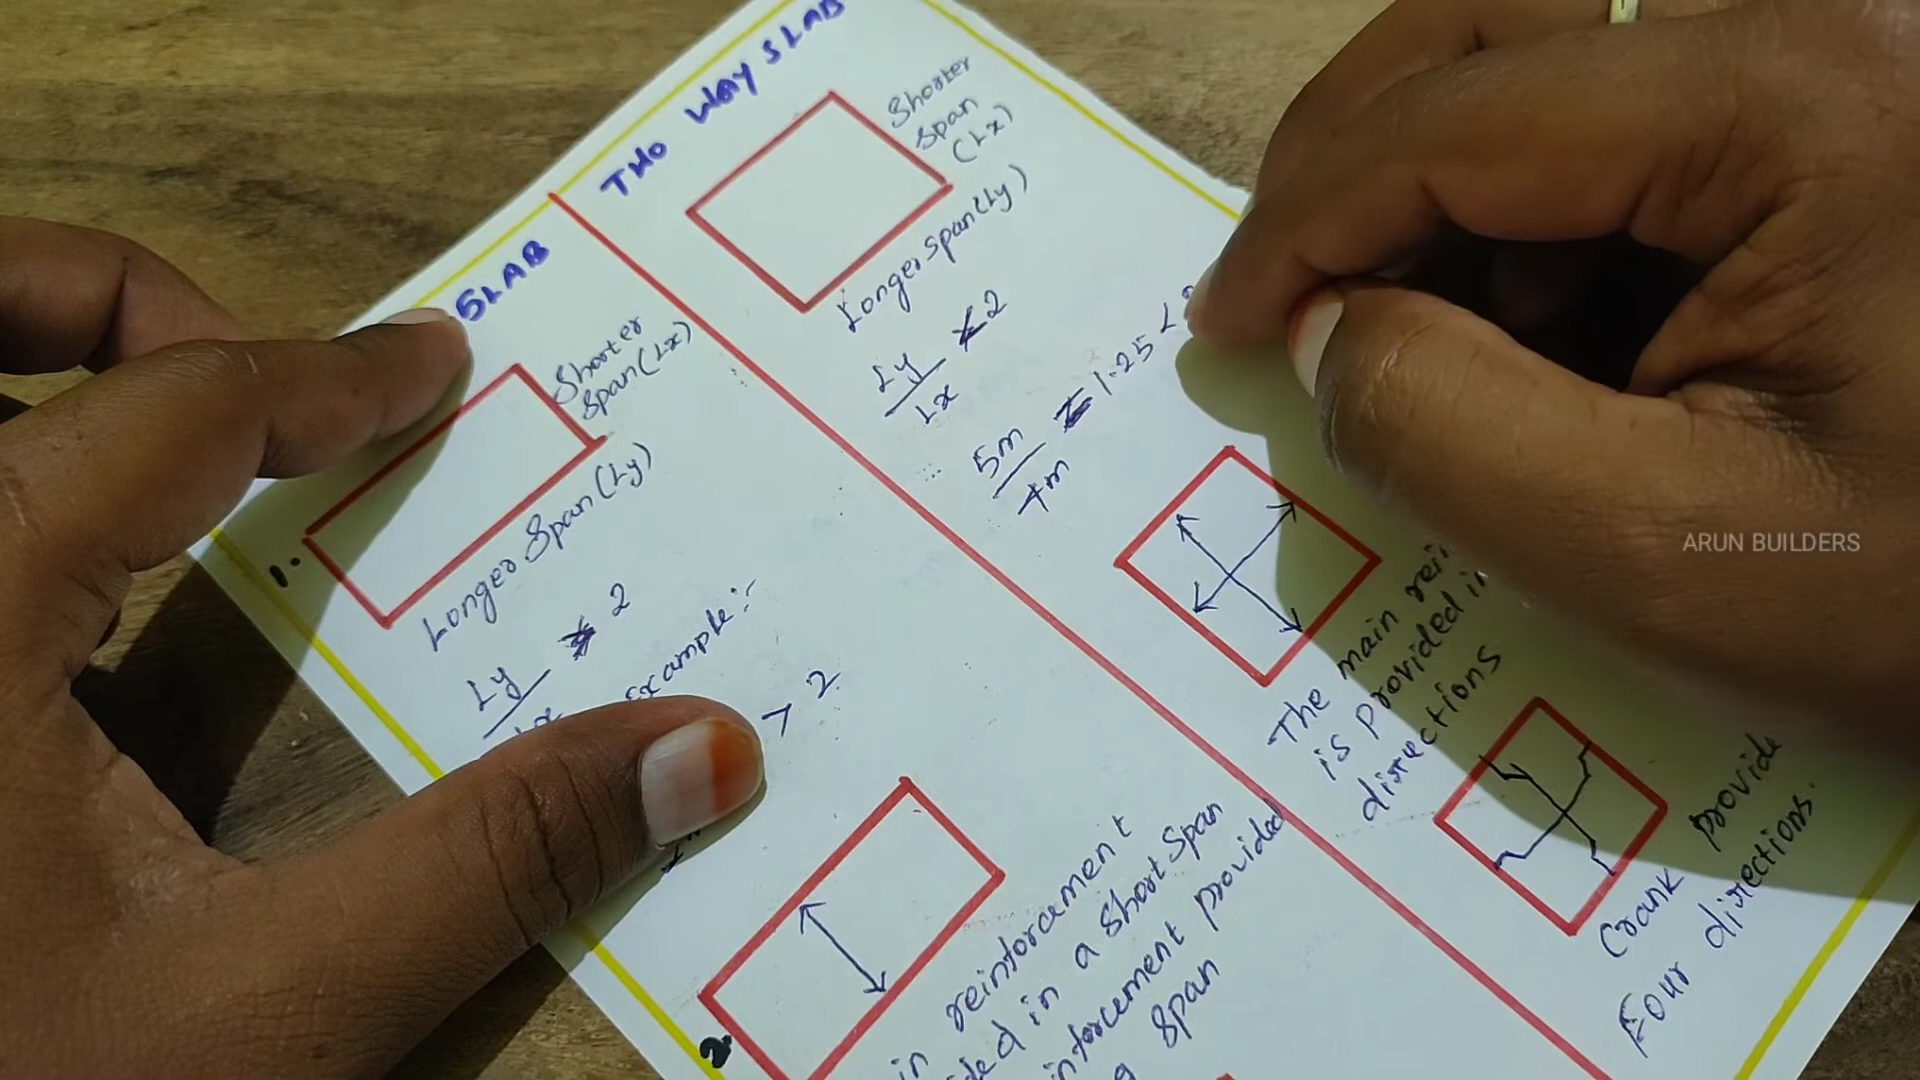 SLAB
Shorter
Span (Lx)
1.
Longer Span (Ly)
Ly
2
Example:-
> 2
2.
reinforcement
in a short span
provided
span
TWO WAY SLAB
Shorter
Span
(Lx)
Longer Span (Ly)
Ly
Lx
2
5m
4m
1.25 <
The main
is provided
directions
Crank provide
Four directions.
ARUN BUILDERS